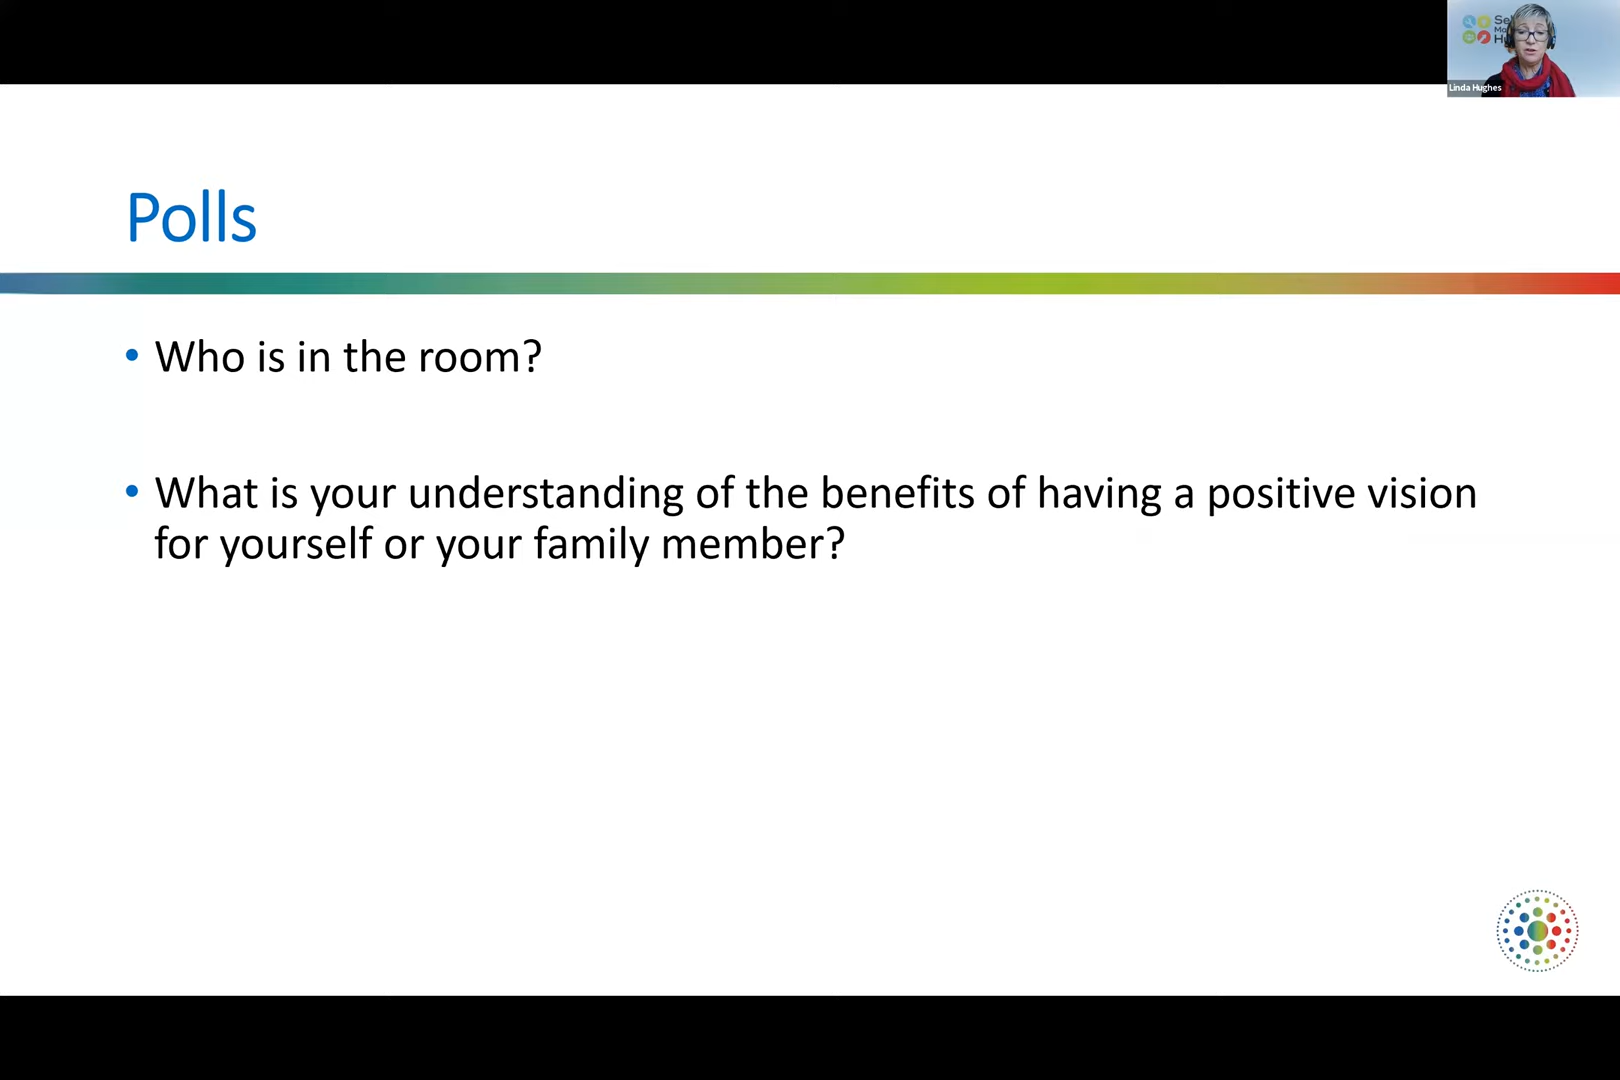 Linda Hughes
Polls
• Who is in the room?
• What is your understanding of the benefits of having a positive vision
for yourself or your family member?